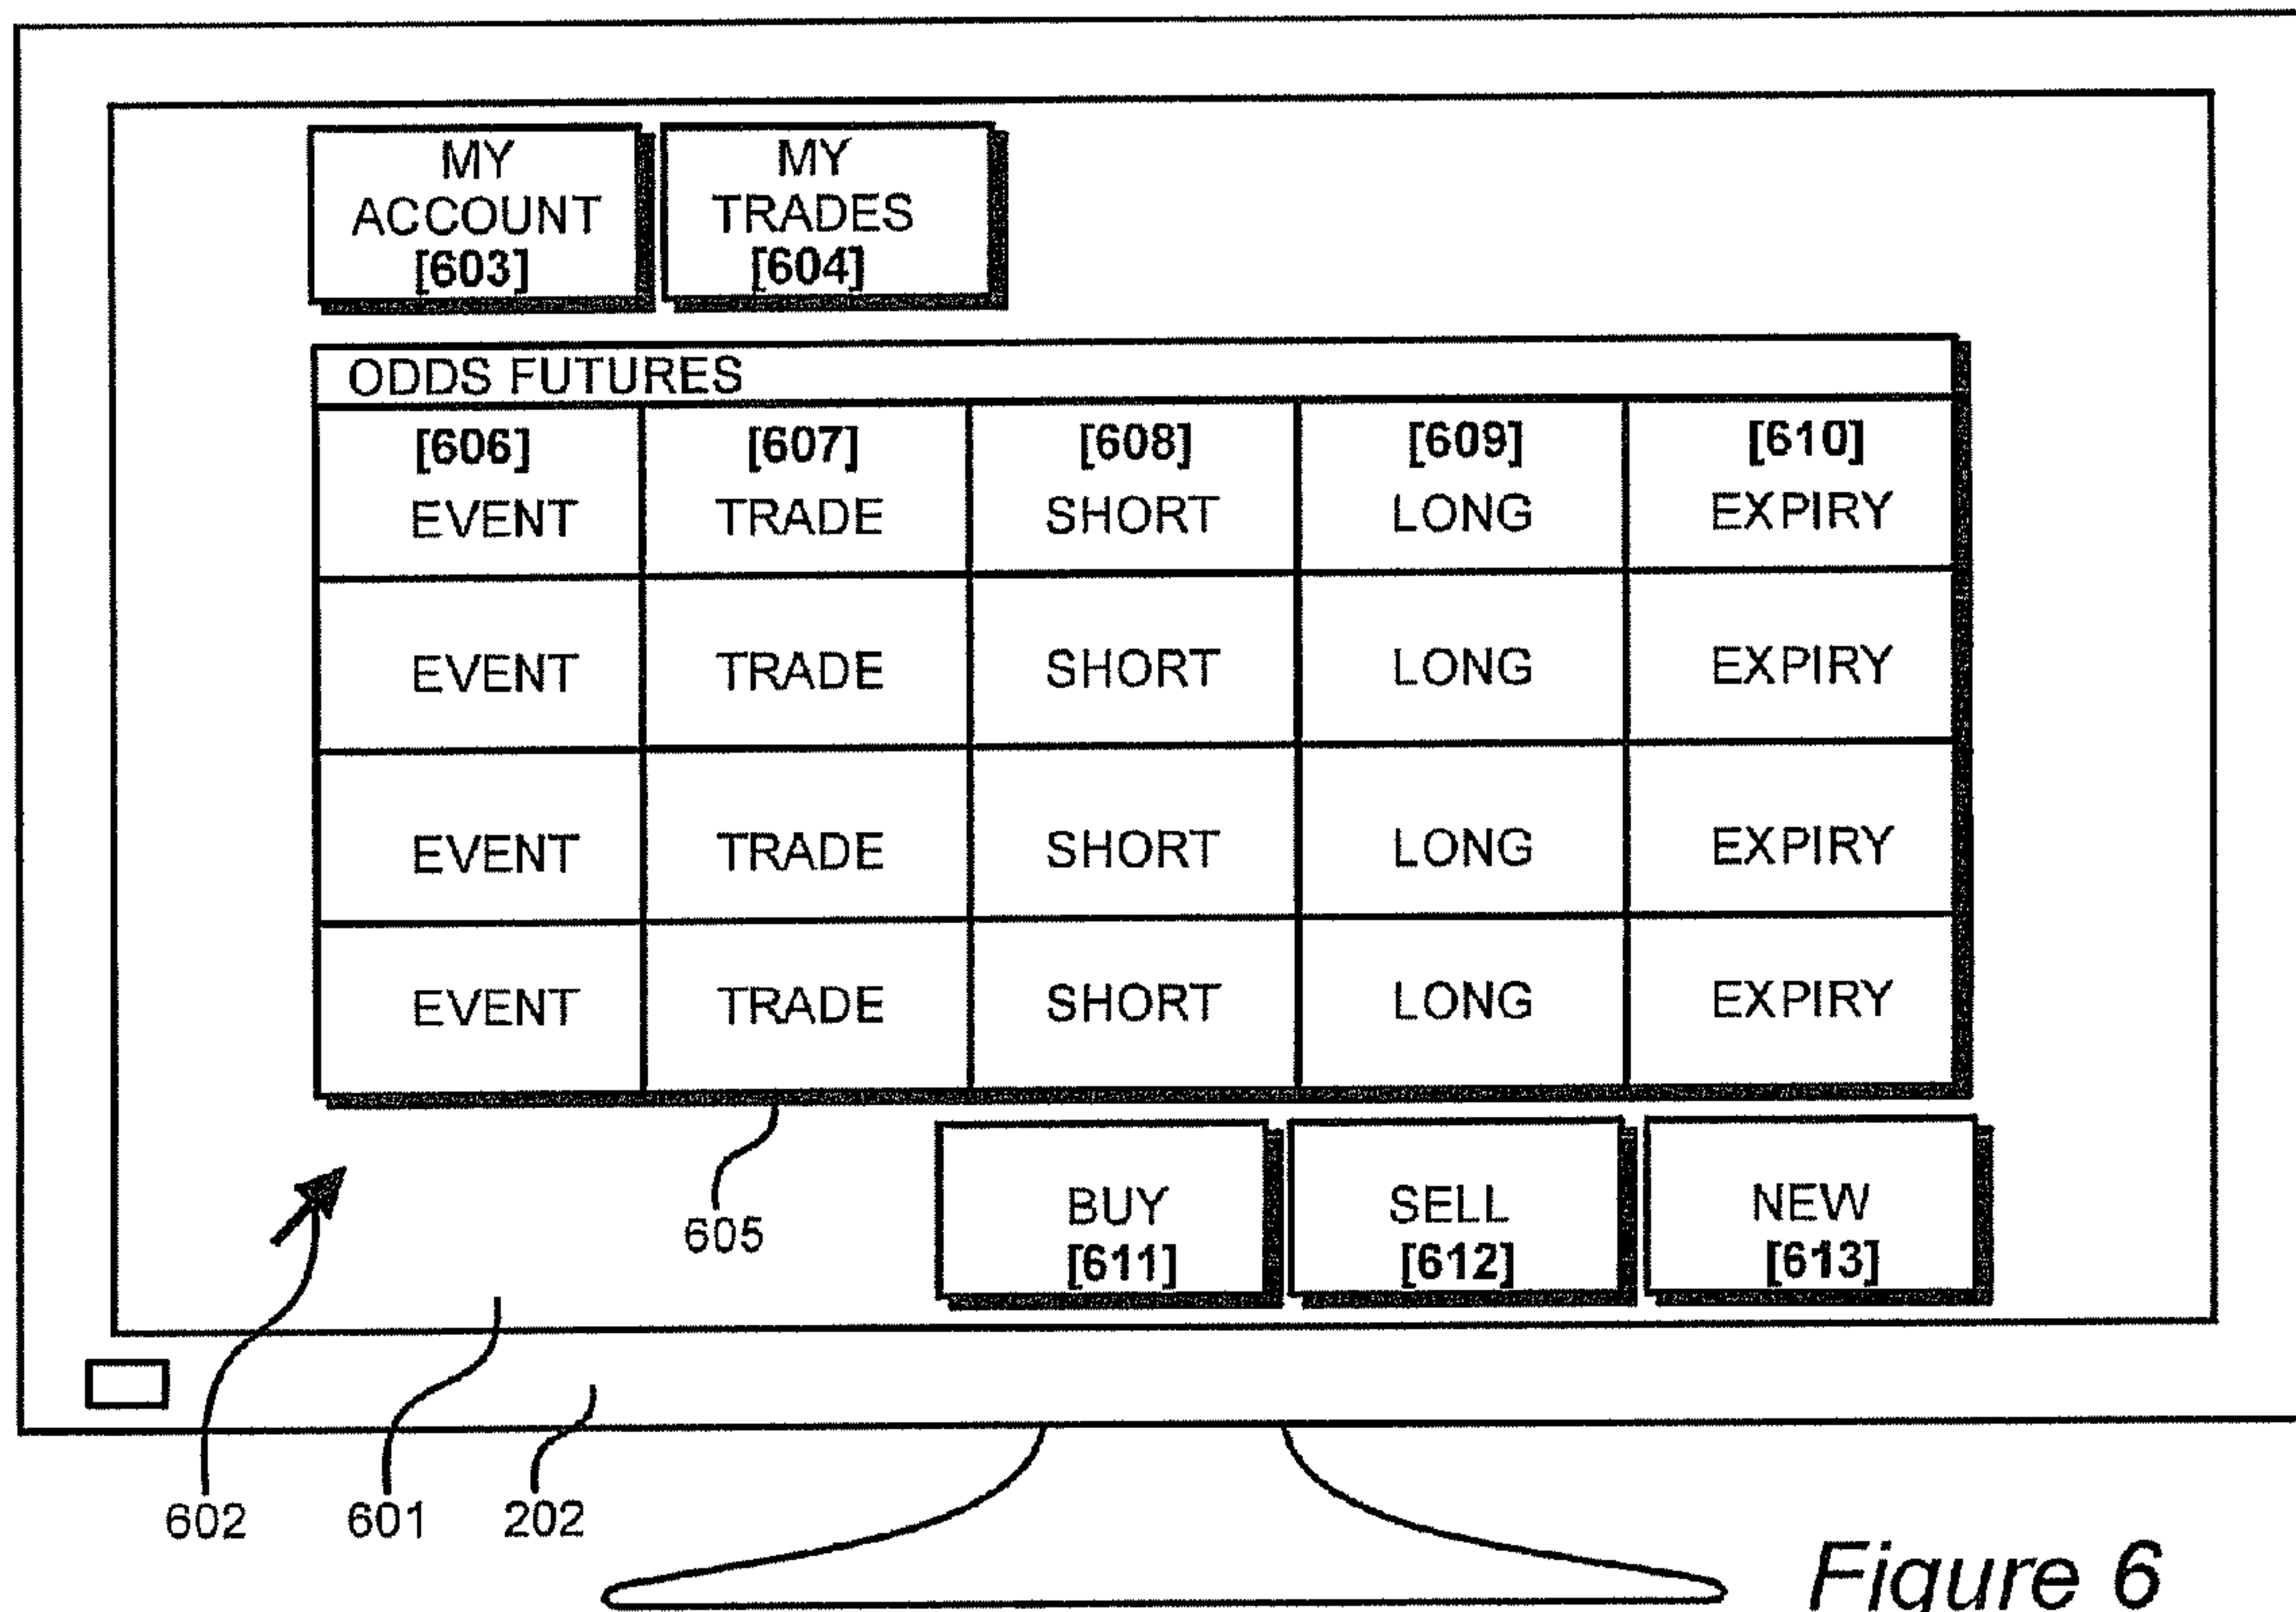 MY
ACCOUNT
[603]
MY
TRADES
[604]
ODDS FUTURES
[606] [607] [608] [609] [610]
EVENT TRADE SHORT LONG EXPIRY
EVENT TRADE SHORT LONG EXPIRY
EVENT TRADE SHORT LONG EXPIRY
EVENT TRADE SHORT LONG EXPIRY
605
BUY
[611]
SELL
[612]
NEW
[613]
602 601 202
Figure 6